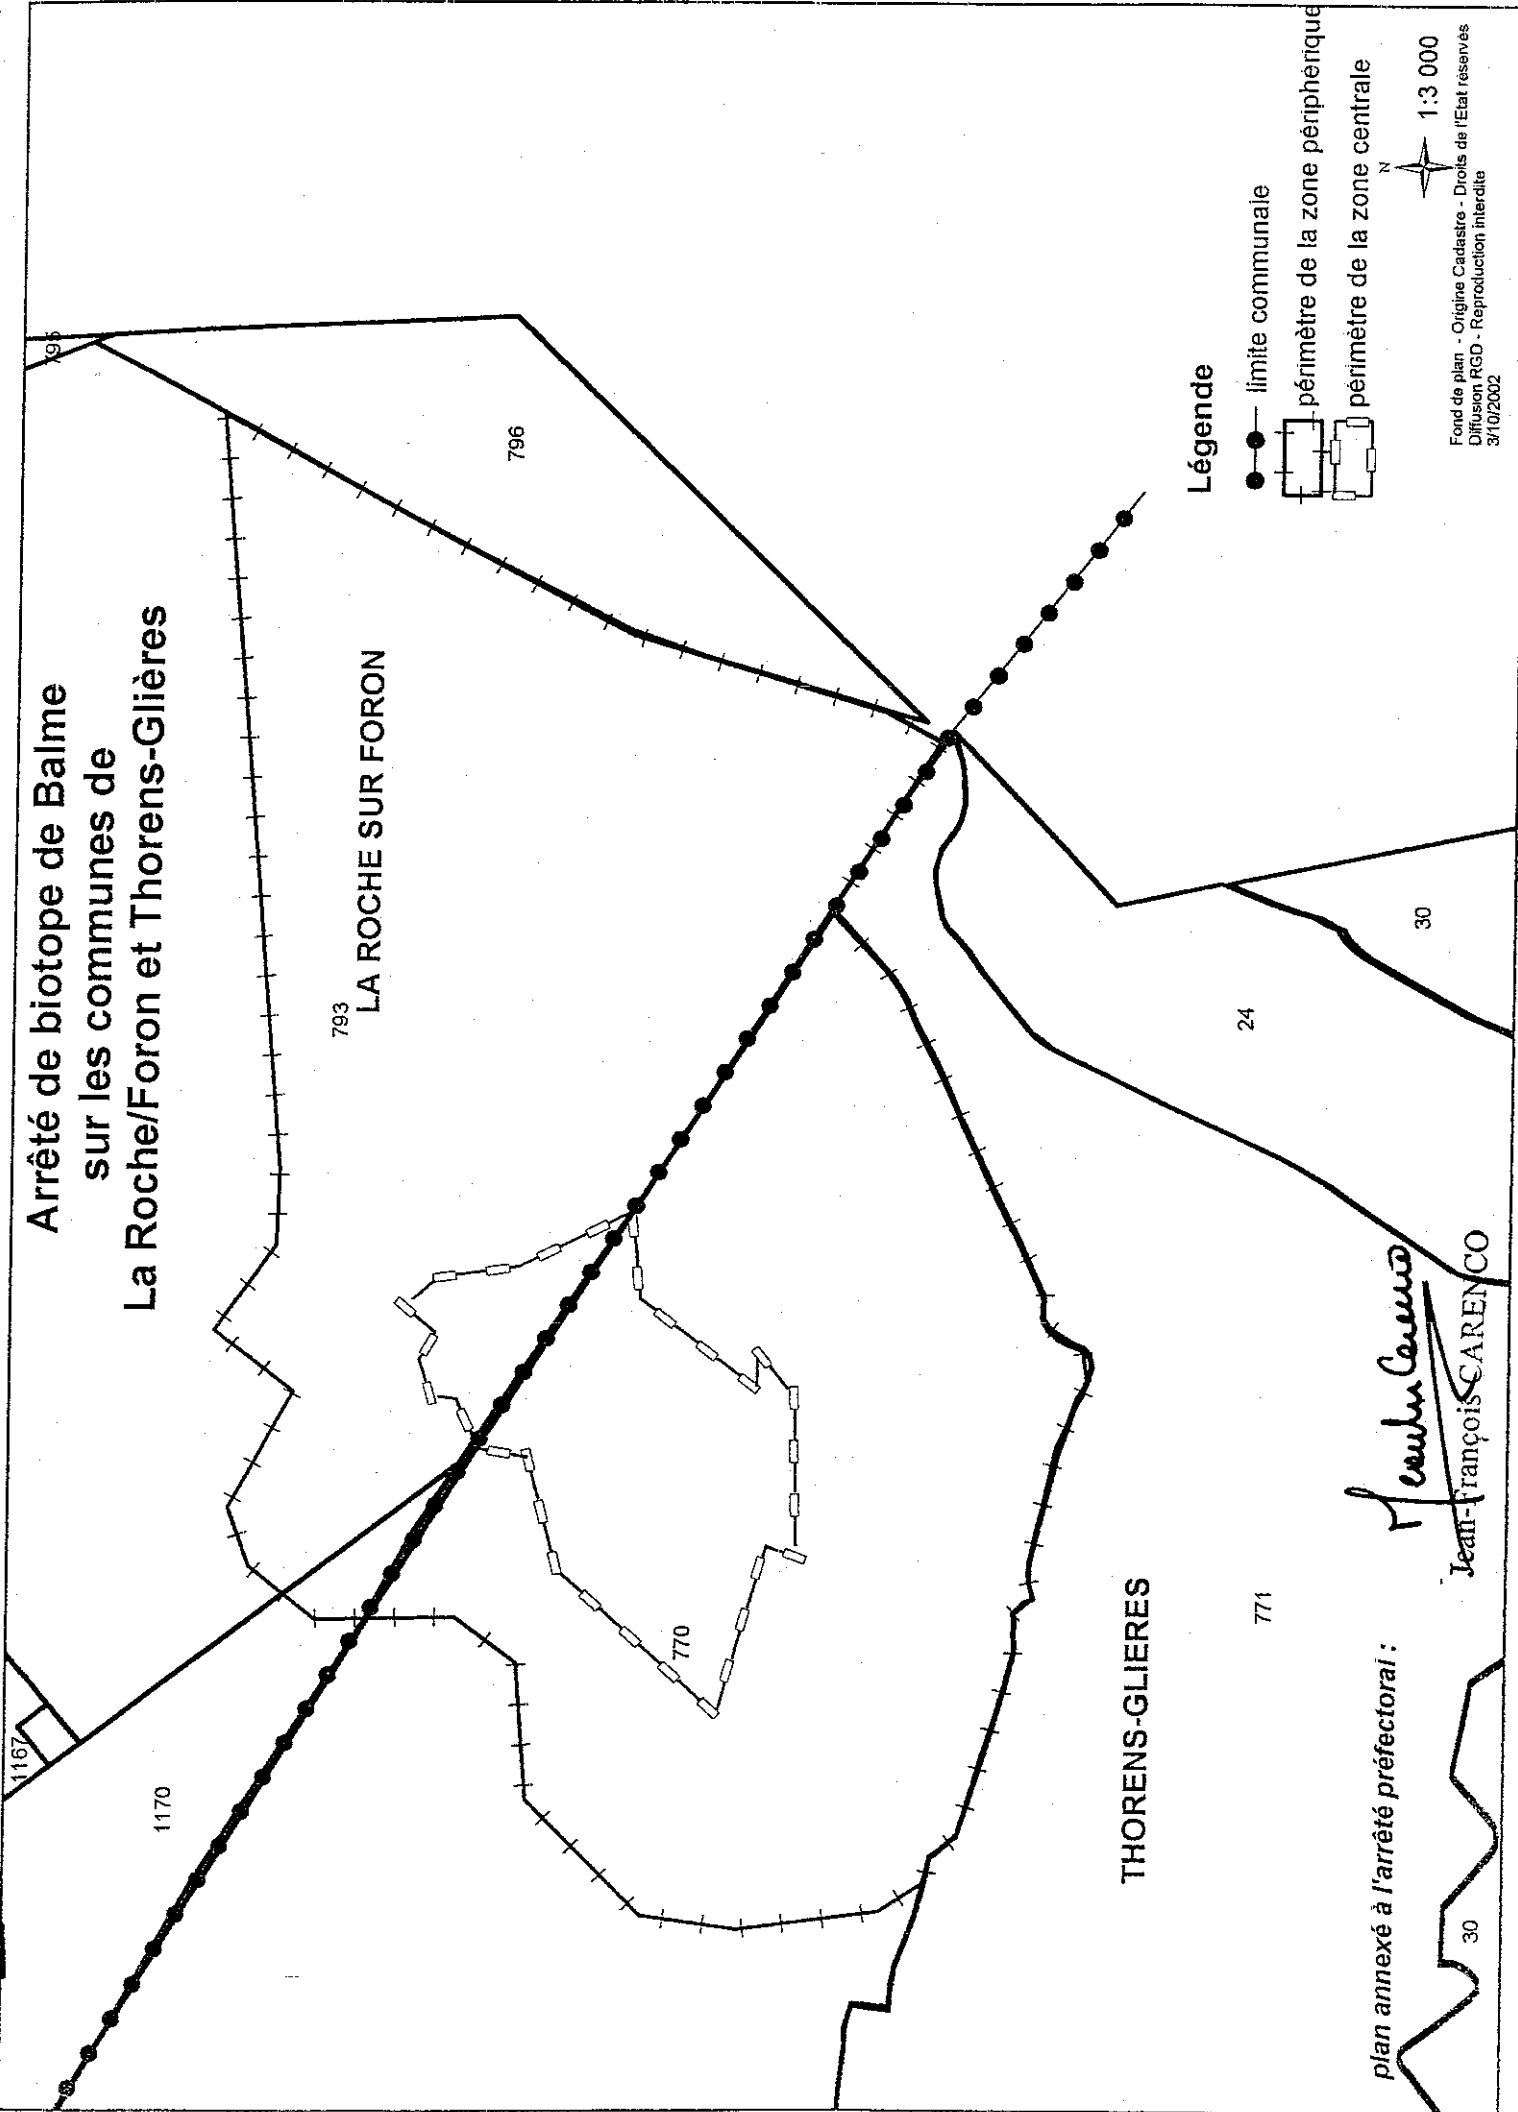 Arrêté de biotope de Balme
sur les communes de
La Roche/Foron et Thorens-Glières
1167
1170
793
LA ROCHE SUR FORON
795
796
770
THORENS-GLIERES
771
24
30
30
Légende
limite communale
périmètre de la zone périphérique
périmètre de la zone centrale
N
1:3 000
Fond de plan - Origine Cadastre - Droits de l'Etat réservés
Diffusion RGD - Reproduction interdite
3/10/2002
plan annexé à l'arrêté préfectoral :
Jean-François CARENCO